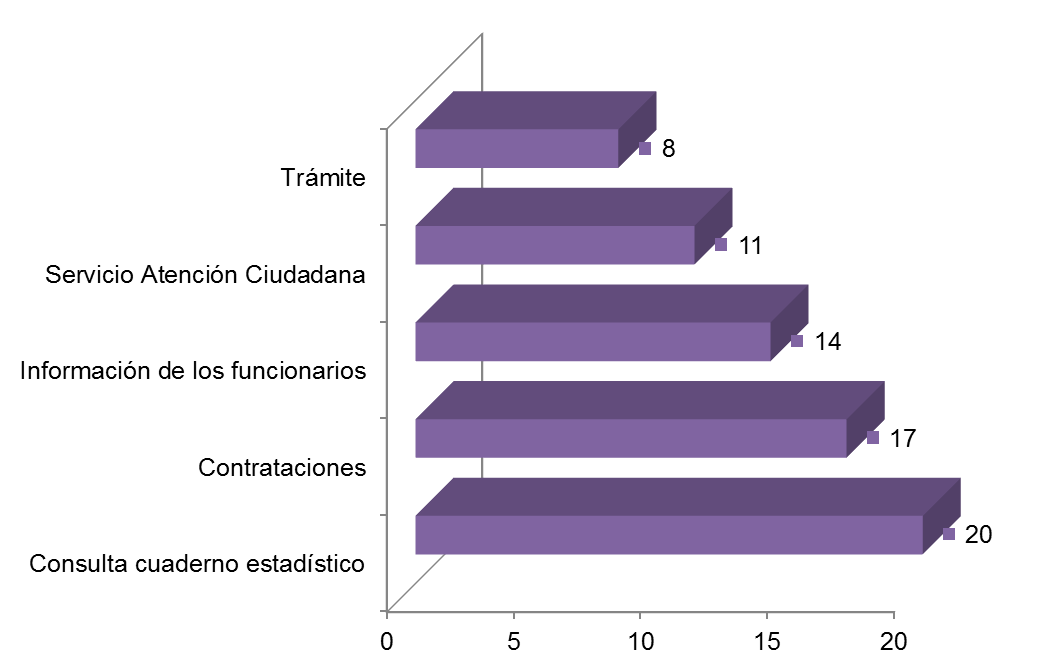 8
Trámite
11
Servicio Atención Ciudadana
14
Información de los funcionarios
17
Contrataciones
20
Consulta cuaderno estadístico
0 5 10 15 20